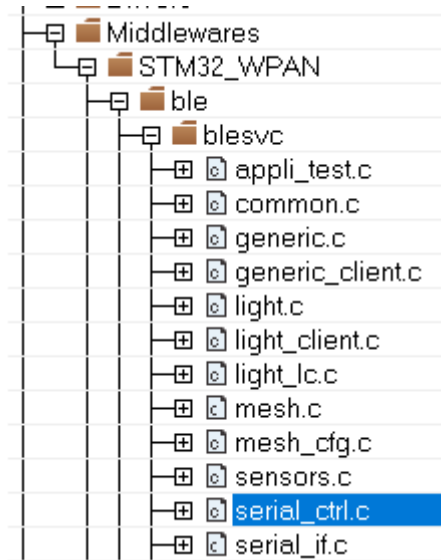 Middlewares
STM32_WPAN
ble
blesvc
appli_test.c
common.c
generic.c
generic_client.c
light.c
light_client.c
light_lc.c
mesh.c
mesh_cfg.c
sensors.c
serial_ctrl.c
serial_if.c